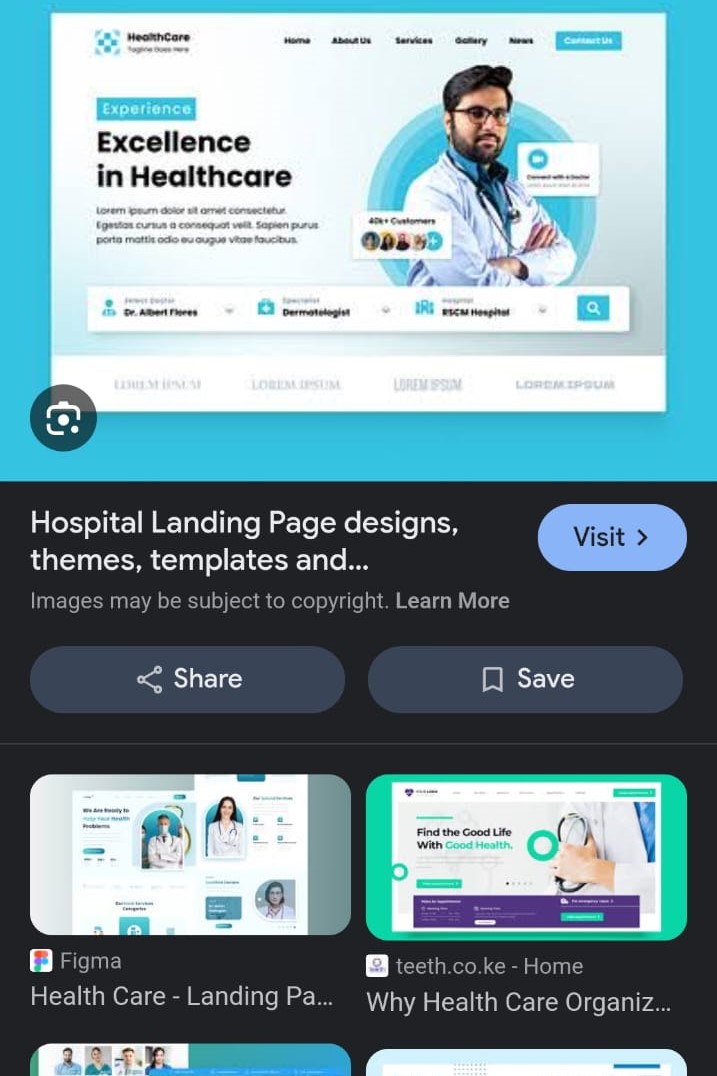 HealthCare
Tagline Goes Here
Home About Us Services Gallery News Contact Us
Experience
Excellence
in Healthcare
Lorem ipsum dolor sit amet consectetur.
Egestas cursus a consequat velit. Sapien purus
porta mattis odio eu augue vitae faucibus.
Connect with a Doctor
40k+ Customers
Select Doctor
Dr. Albert Flores
Specialist
Dermatologist
Hospital
RSCM Hospital
LOREM IPSUM LOREM IPSUM LOREM IPSUM LOREM IPSUM
Hospital Landing Page designs,
themes, templates and...
Visit
Images may be subject to copyright. Learn More
Share
Save
We Are Ready to
Help Your Health
Problems
Find the Good Life
With Good Health.
Figma
Health Care - Landing Pa...
teeth.co.ke - Home
Why Health Care Organiz...